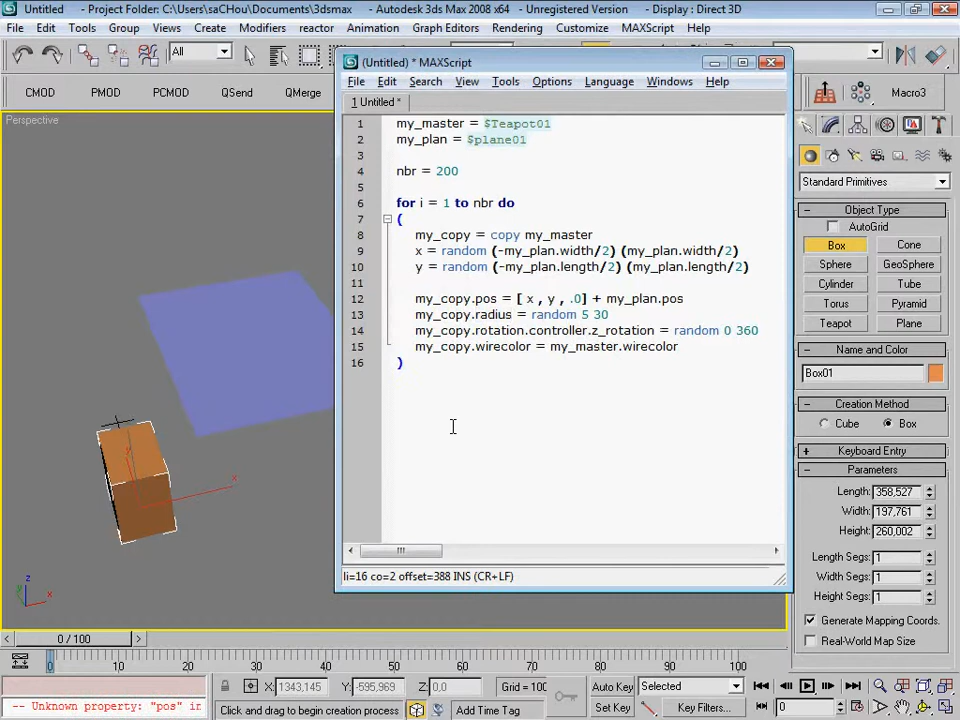 Untitled - Project Folder: C:\Users\saCHou\Documents\3dsmax - Autodesk 3ds Max 2008 x64 - Unregistered Version - Display : Direct 3D
File Edit Tools Group Views Create Modifiers reactor Animation Graph Editors Rendering Customize MAXScript Help
All
CMOD PMOD PCMOD QSend QMerge Macro3
Perspective
(Untitled) * MAXScript
File Edit Search View Tools Options Language Windows Help
1 Untitled *
1 my_master = $Teapot01
2 my_plan = $plane01
3
4 nbr = 200
5
6 for i = 1 to nbr do
7 (
8 my_copy = copy my_master
9 x = random (-my_plan.width/2) (my_plan.width/2)
10 y = random (-my_plan.length/2) (my_plan.length/2)
11
12 my_copy.pos = [ x , y , .0] + my_plan.pos
13 my_copy.radius = random 5 30
14 my_copy.rotation.controller.z_rotation = random 0 360
15 my_copy.wirecolor = my_master.wirecolor
16 )
li=16 co=2 offset=388 INS (CR+LF)
Standard Primitives
Object Type
AutoGrid
Box Cone
Sphere GeoSphere
Cylinder Tube
Torus Pyramid
Teapot Plane
Name and Color
Box01
Creation Method
Cube Box
Keyboard Entry
Parameters
Length: 358,527
Width: 197,761
Height: 260,002
Length Segs: 1
Width Segs: 1
Height Segs: 1
Generate Mapping Coords.
Real-World Map Size
y
x
z
y
x
0 / 100
0 10 20 30 40 50 60 70 80 90 100
X: 1343,145 Y: -595,969 Z: 0,0 Grid = 100
Auto Key Selected
-- Unknown property: "pos" in
Click and drag to begin creation process
Add Time Tag
Set Key
Key Filters...
0